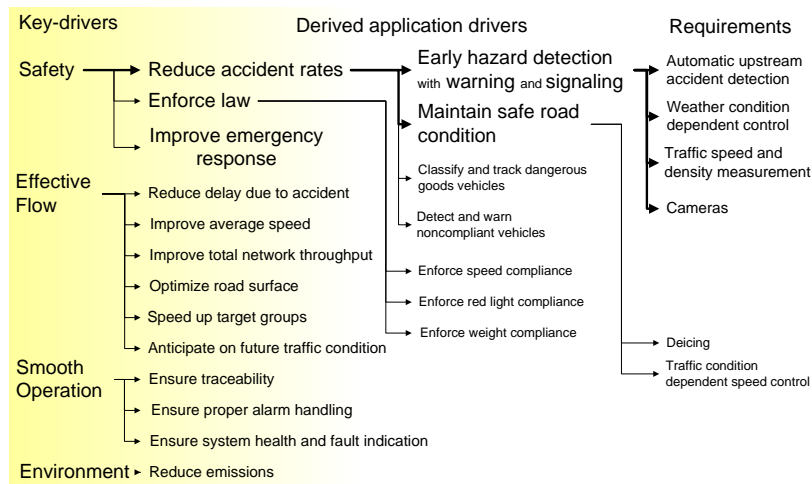 Key-drivers
Derived application drivers
Requirements
Safety
Reduce accident rates
Enforce law
Improve emergency
response
Early hazard detection
with warning and signaling
Maintain safe road
condition
Classify and track dangerous
goods vehicles
Detect and warn
noncompliant vehicles
Enforce speed compliance
Enforce red light compliance
Enforce weight compliance
Automatic upstream
accident detection
Weather condition
dependent control
Traffic speed and
density measurement
Cameras
Deicing
Traffic condition
dependent speed control
Effective
Flow
Reduce delay due to accident
Improve average speed
Improve total network throughput
Optimize road surface
Speed up target groups
Anticipate on future traffic condition
Smooth
Operation
Ensure traceability
Ensure proper alarm handling
Ensure system health and fault indication
Environment
Reduce emissions